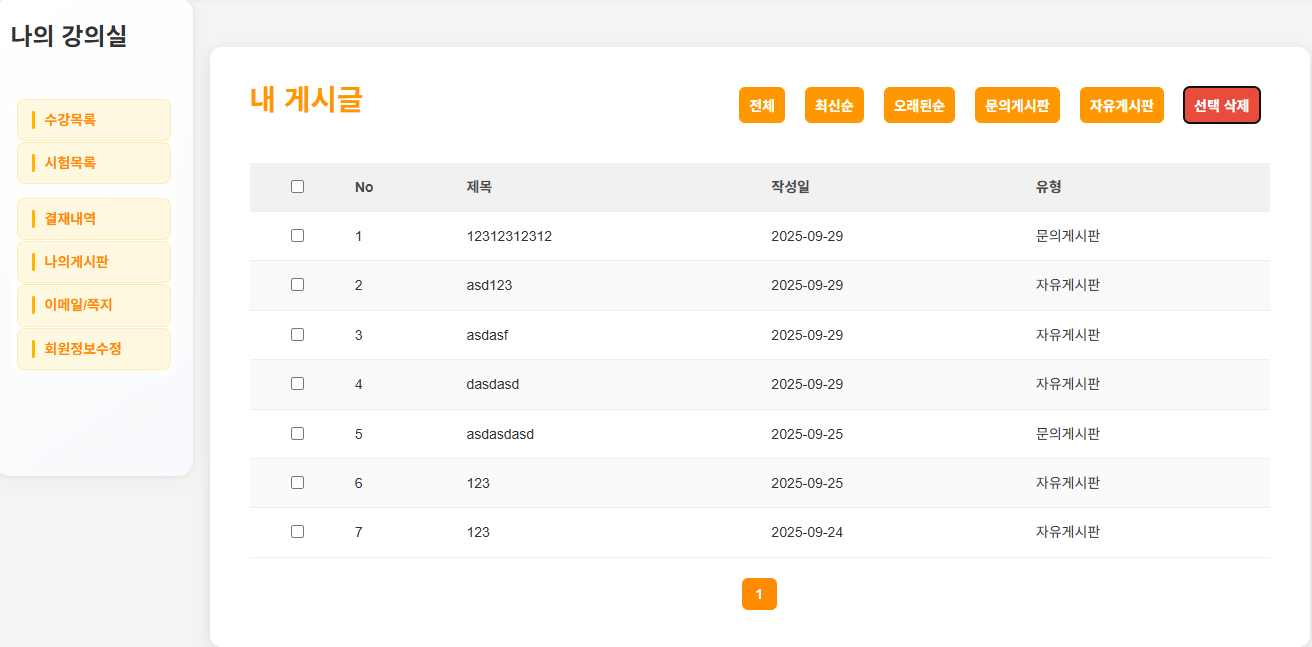 나의 강의실
수강목록
시험목록
결재내역
나의게시판
이메일/쪽지
회원정보수정
내 게시글
전체 최신순 오래된순 문의게시판 자유게시판 선택 삭제
No 제목 작성일 유형
1 12312312312 2025-09-29 문의게시판
2 asd123 2025-09-29 자유게시판
3 asdasf 2025-09-29 자유게시판
4 dasdasd 2025-09-29 자유게시판
5 asdasdasd 2025-09-25 문의게시판
6 123 2025-09-25 자유게시판
7 123 2025-09-24 자유게시판
1